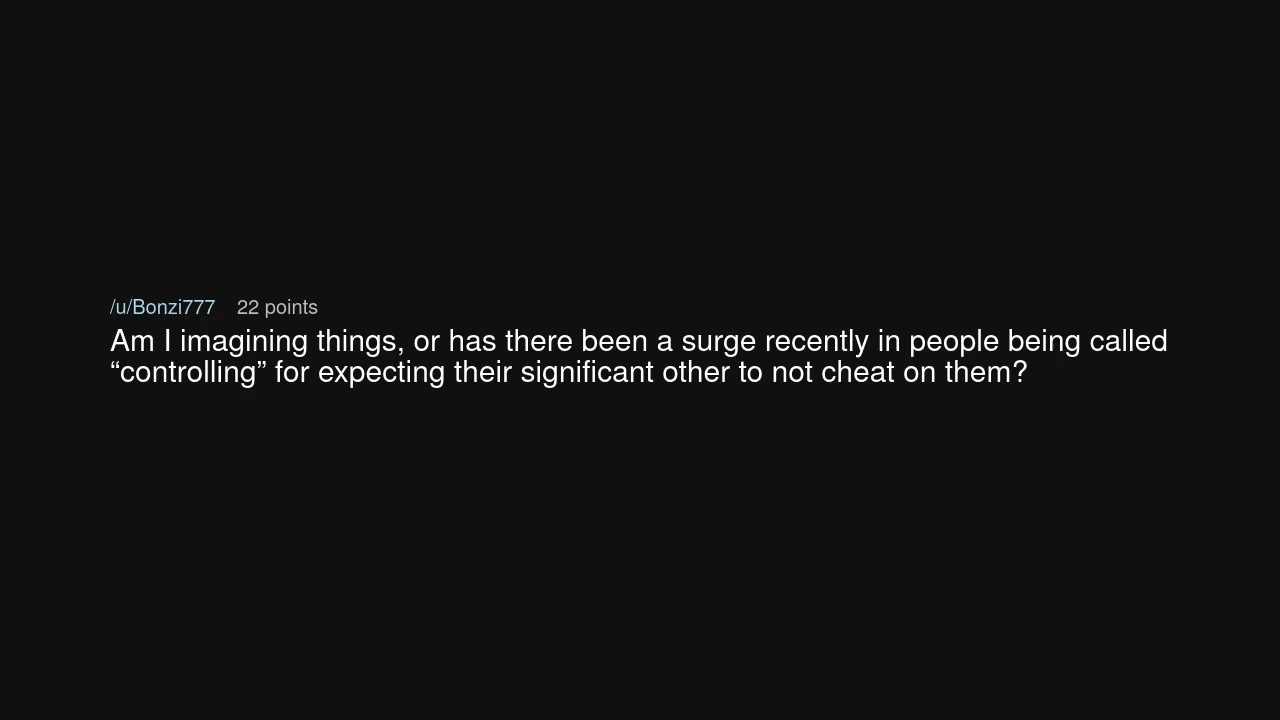 /u/Bonzi777 22 points
Am I imagining things, or has there been a surge recently in people being called
“controlling” for expecting their significant other to not cheat on them?